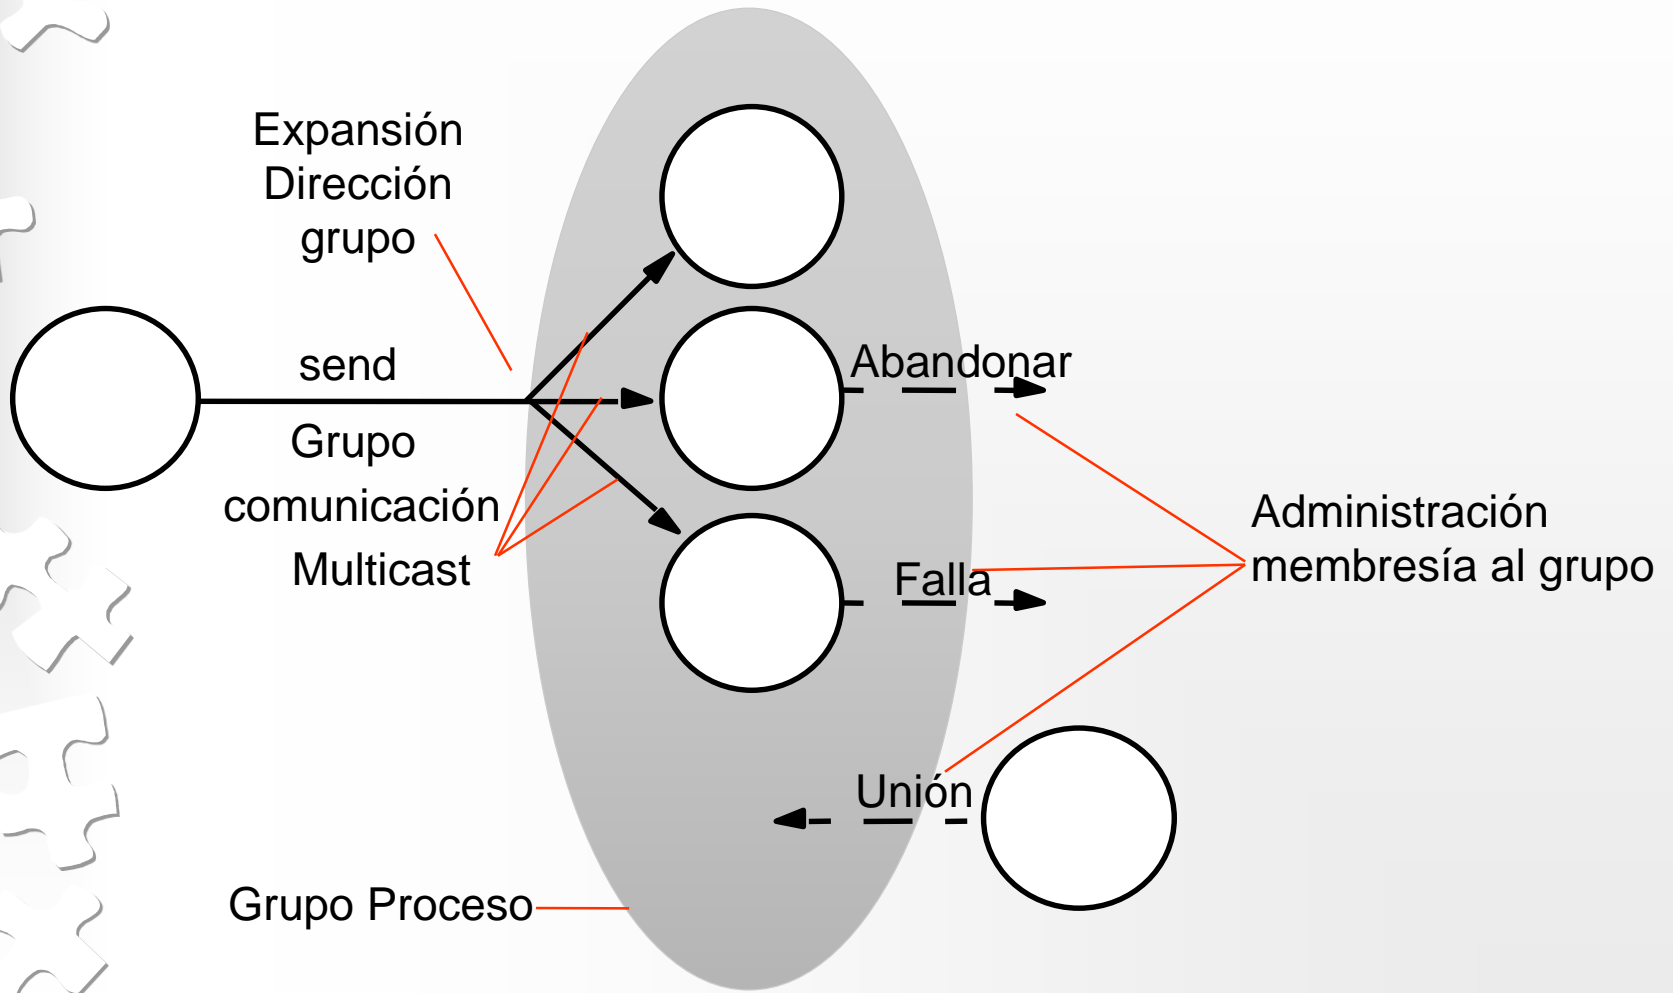 Expansión
Dirección
grupo
send
Grupo
comunicación
Multicast
Abandonar
Falla
Administración
membresía al grupo
Unión
Grupo Proceso